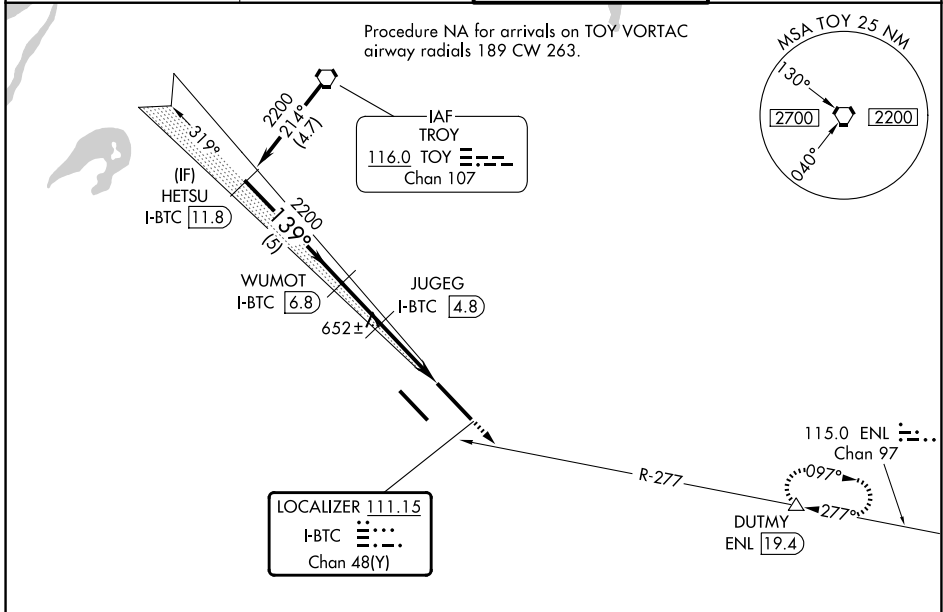 Procedure NA for arrivals on TOY VORTAC
airway radials 189 CW 263.
MSA TOY 25 NM
130°
2700
2200
040°
2200
214°
(4.7)
IAF
TROY
116.0 TOY
Chan 107
319°
(IF)
HETSU
I-BTC 11.8
2200
139°
(5)
WUMOT
I-BTC 6.8
JUGEG
I-BTC 4.8
652±
115.0 ENL
Chan 97
R-277
097°
277°
DUTMY
ENL 19.4
LOCALIZER 111.15
I-BTC
Chan 48(Y)